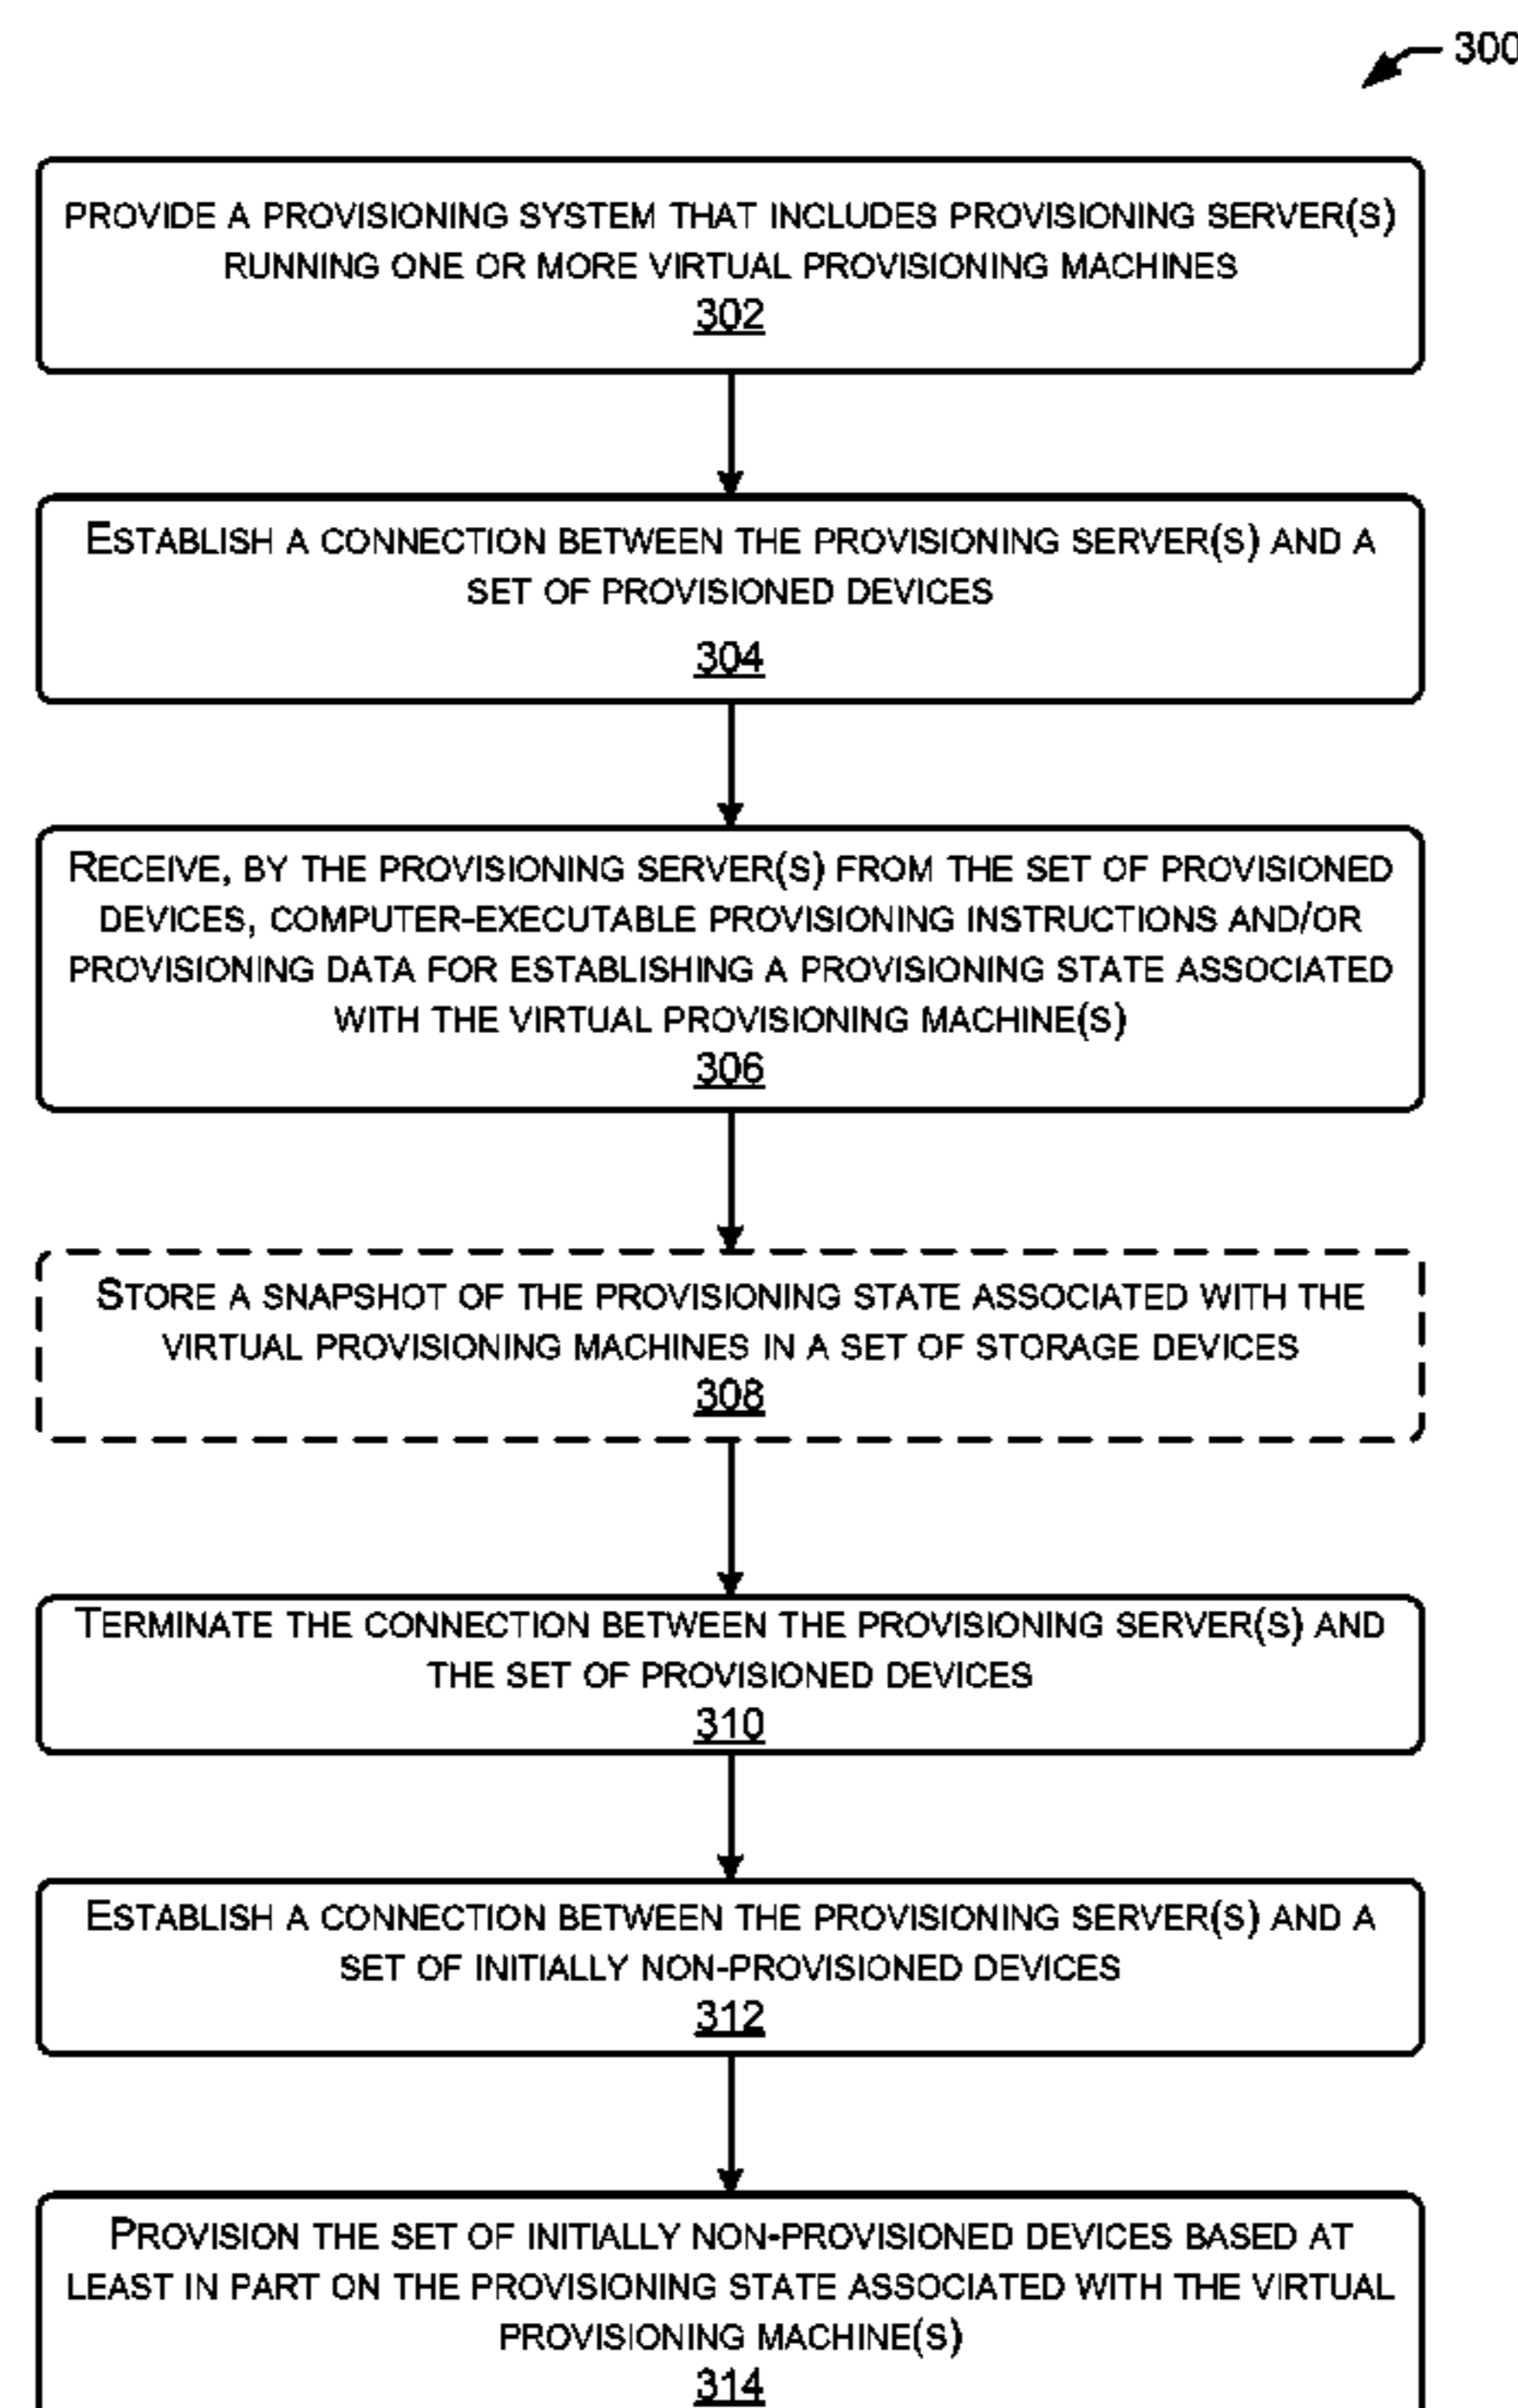 300
PROVIDE A PROVISIONING SYSTEM THAT INCLUDES PROVISIONING SERVER(S)
RUNNING ONE OR MORE VIRTUAL PROVISIONING MACHINES
302
ESTABLISH A CONNECTION BETWEEN THE PROVISIONING SERVER(S) AND A
SET OF PROVISIONED DEVICES
304
RECEIVE, BY THE PROVISIONING SERVER(S) FROM THE SET OF PROVISIONED
DEVICES, COMPUTER-EXECUTABLE PROVISIONING INSTRUCTIONS AND/OR
PROVISIONING DATA FOR ESTABLISHING A PROVISIONING STATE ASSOCIATED
WITH THE VIRTUAL PROVISIONING MACHINE(S)
306
STORE A SNAPSHOT OF THE PROVISIONING STATE ASSOCIATED WITH THE
VIRTUAL PROVISIONING MACHINES IN A SET OF STORAGE DEVICES
308
TERMINATE THE CONNECTION BETWEEN THE PROVISIONING SERVER(S) AND
THE SET OF PROVISIONED DEVICES
310
ESTABLISH A CONNECTION BETWEEN THE PROVISIONING SERVER(S) AND A
SET OF INITIALLY NON-PROVISIONED DEVICES
312
PROVISION THE SET OF INITIALLY NON-PROVISIONED DEVICES BASED AT
LEAST IN PART ON THE PROVISIONING STATE ASSOCIATED WITH THE VIRTUAL
PROVISIONING MACHINE(S)
314